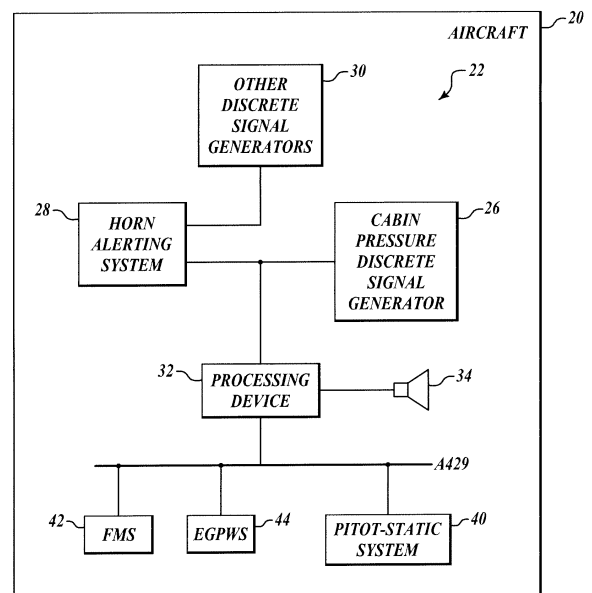 AIRCRAFT
20
22
OTHER
DISCRETE
SIGNAL
GENERATORS
30
28
HORN
ALERTING
SYSTEM
CABIN
PRESSURE
DISCRETE
SIGNAL
GENERATOR
26
32
PROCESSING
DEVICE
34
A429
42
FMS
EGPWS
44
PITOT-STATIC
SYSTEM
40